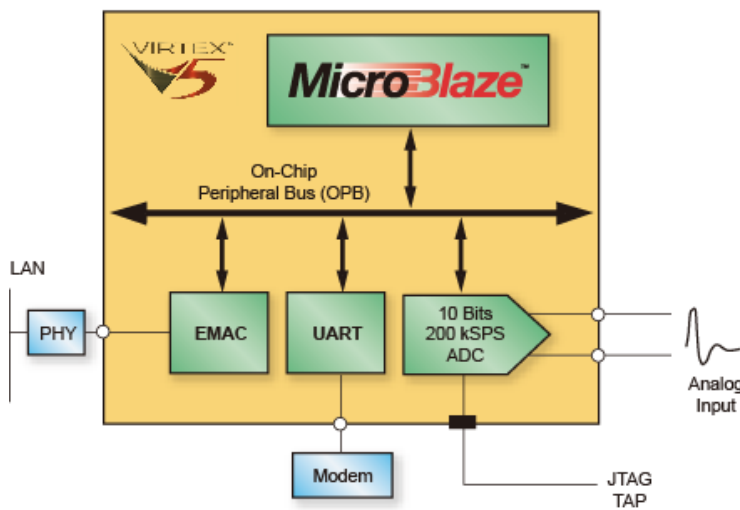 VIRTEX™
5
MicroBlaze™
On-Chip
Peripheral Bus (OPB)
LAN
PHY
EMAC
UART
10 Bits
200 kSPS
ADC
Analog
Input
Modem
JTAG
TAP